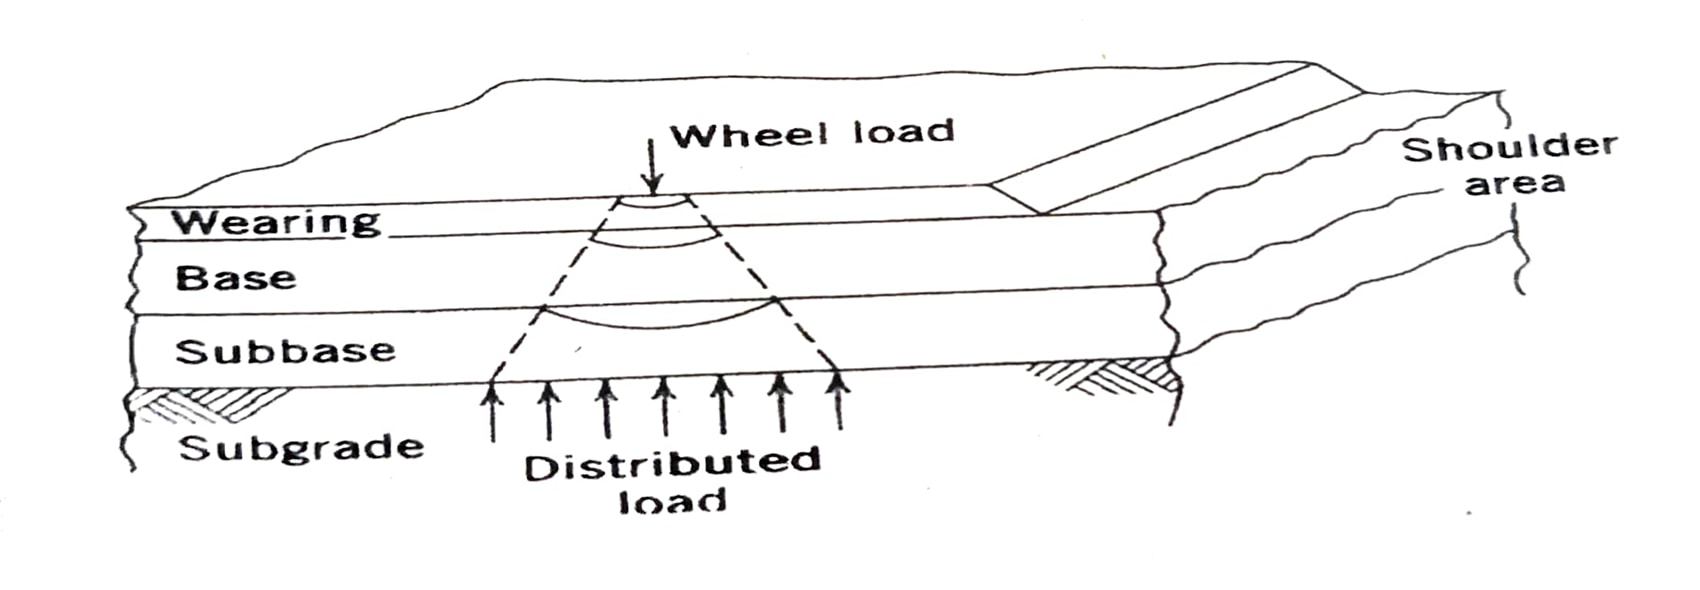 Wheel load
Shoulder
area
Wearing
Base
Subbase
Subgrade
Distributed
load